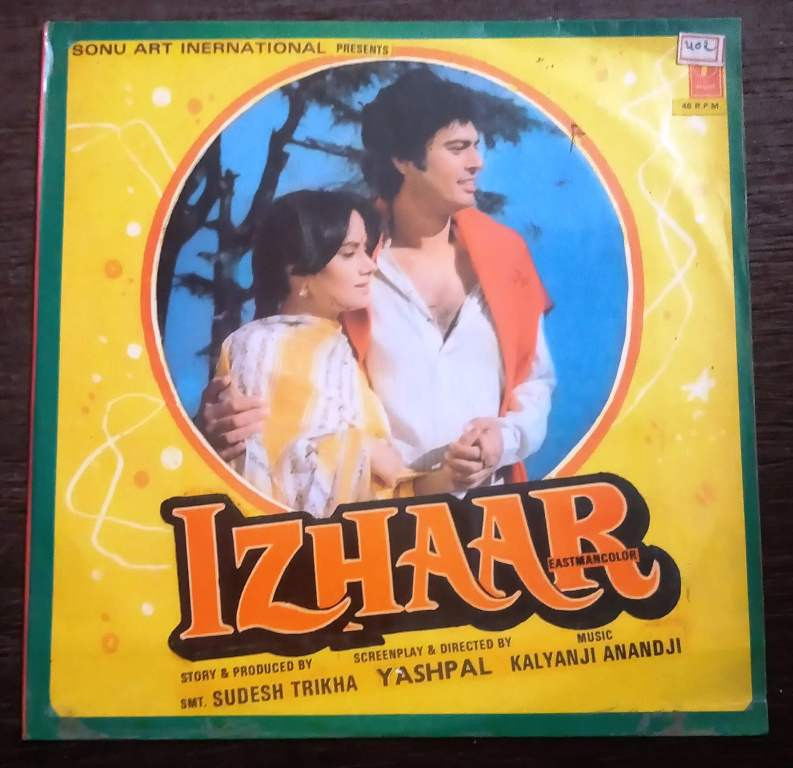 SONU ART INERNATIONAL PRESENTS
402
T
45 R.P.M
IZHAAR
EASTMANCOLOR
STORY & PRODUCED BY
SMT. SUDESH TRIKHA
SCREENPLAY & DIRECTED BY
YASHPAL
MUSIC
KALYANJI ANANDJI